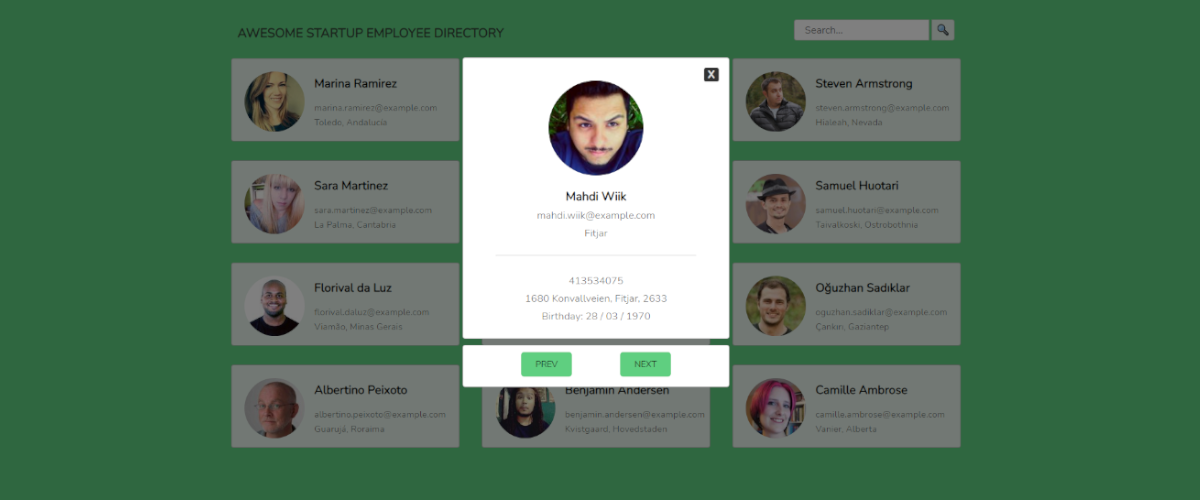 AWESOME STARTUP EMPLOYEE DIRECTORY
Search...
X
Marina Ramirez
marina.ramirez@example.com
Toledo, Andalucía
Steven Armstrong
steven.armstrong@example.com
Hialeah, Nevada
Mahdi Wiik
mahdi.wiik@example.com
Fitjar
413534075
1680 Konvallveien, Fitjar, 2633
Birthday: 28 / 03 / 1970
PREV
NEXT
Sara Martinez
sara.martinez@example.com
La Palma, Cantabria
Samuel Huotari
samuel.huotari@example.com
Taivalkoski, Ostrobothnia
Florival da Luz
florival.daluz@example.com
Viamão, Minas Gerais
Oğuzhan Sadıklar
oguzhan.sadiklar@example.com
Çankırı, Gaziantep
Albertino Peixoto
albertino.peixoto@example.com
Guarujá, Roraima
Benjamin Andersen
benjamin.andersen@example.com
Kvistgaard, Hovedstaden
Camille Ambrose
camille.ambrose@example.com
Vanier, Alberta